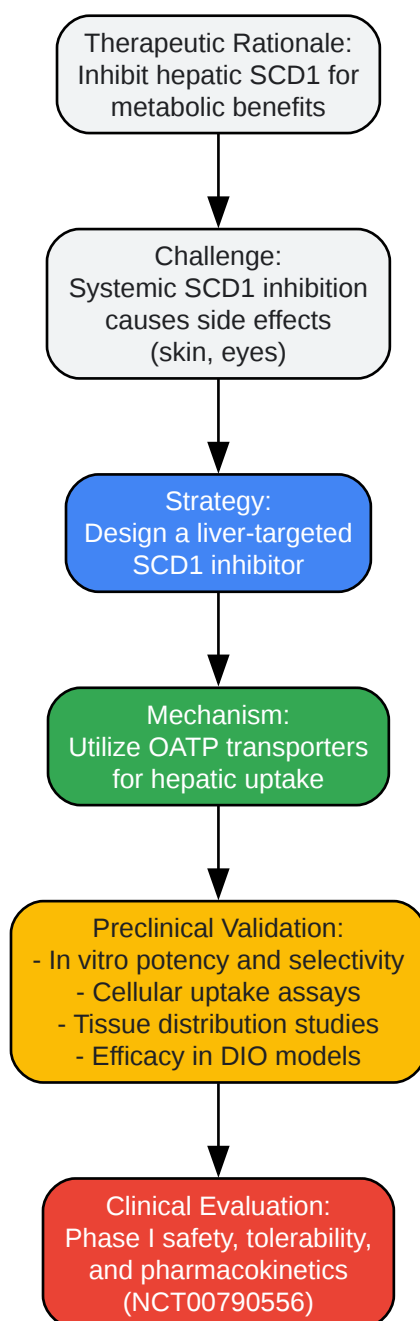 Therapeutic Rationale:
Inhibit hepatic SCD1 for
metabolic benefits
Challenge:
Systemic SCD1 inhibition
causes side effects
(skin, eyes)
Strategy:
Design a liver-targeted
SCD1 inhibitor
Mechanism:
Utilize OATP transporters
for hepatic uptake
Preclinical Validation:
- In vitro potency and selectivity
- Cellular uptake assays
- Tissue distribution studies
- Efficacy in DIO models
Clinical Evaluation:
Phase I safety, tolerability,
and pharmacokinetics
(NCT00790556)